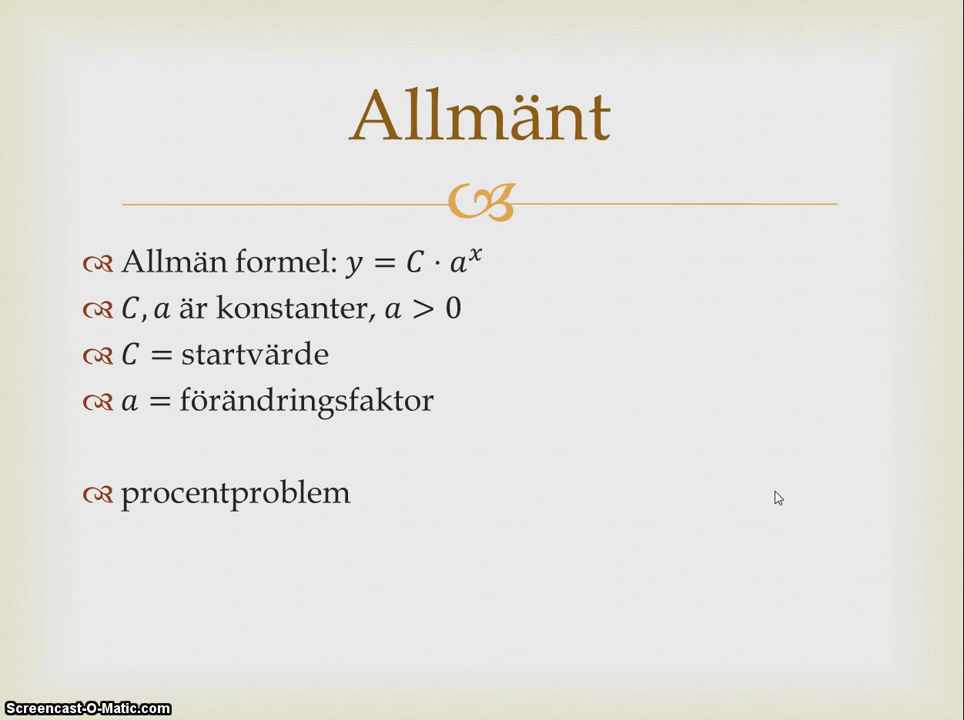 Allmänt
Allmän formel: y = C · a^x
C, a är konstanter, a > 0
C = startvärde
a = förändringsfaktor
procentproblem
Screencast-O-Matic.com